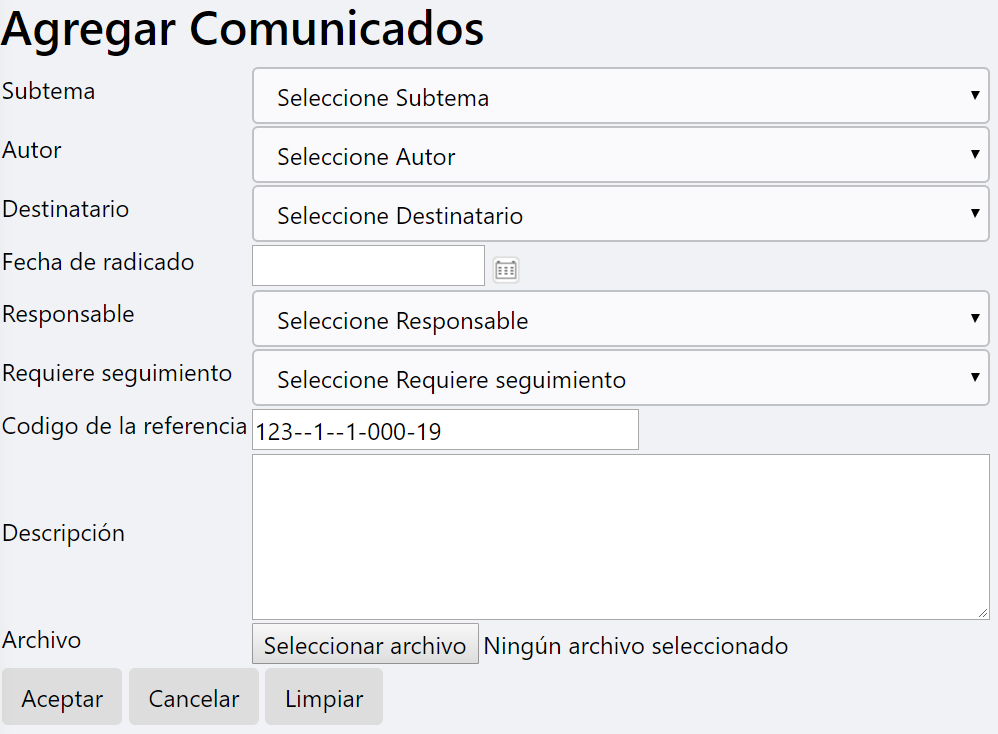 Agregar Comunicados
Subtema Seleccione Subtema
Autor Seleccione Autor
Destinatario Seleccione Destinatario
Fecha de radicado
Responsable Seleccione Responsable
Requiere seguimiento Seleccione Requiere seguimiento
Codigo de la referencia 123--1--1-000-19
Descripción
Archivo Seleccionar archivo Ningún archivo seleccionado
Aceptar Cancelar Limpiar